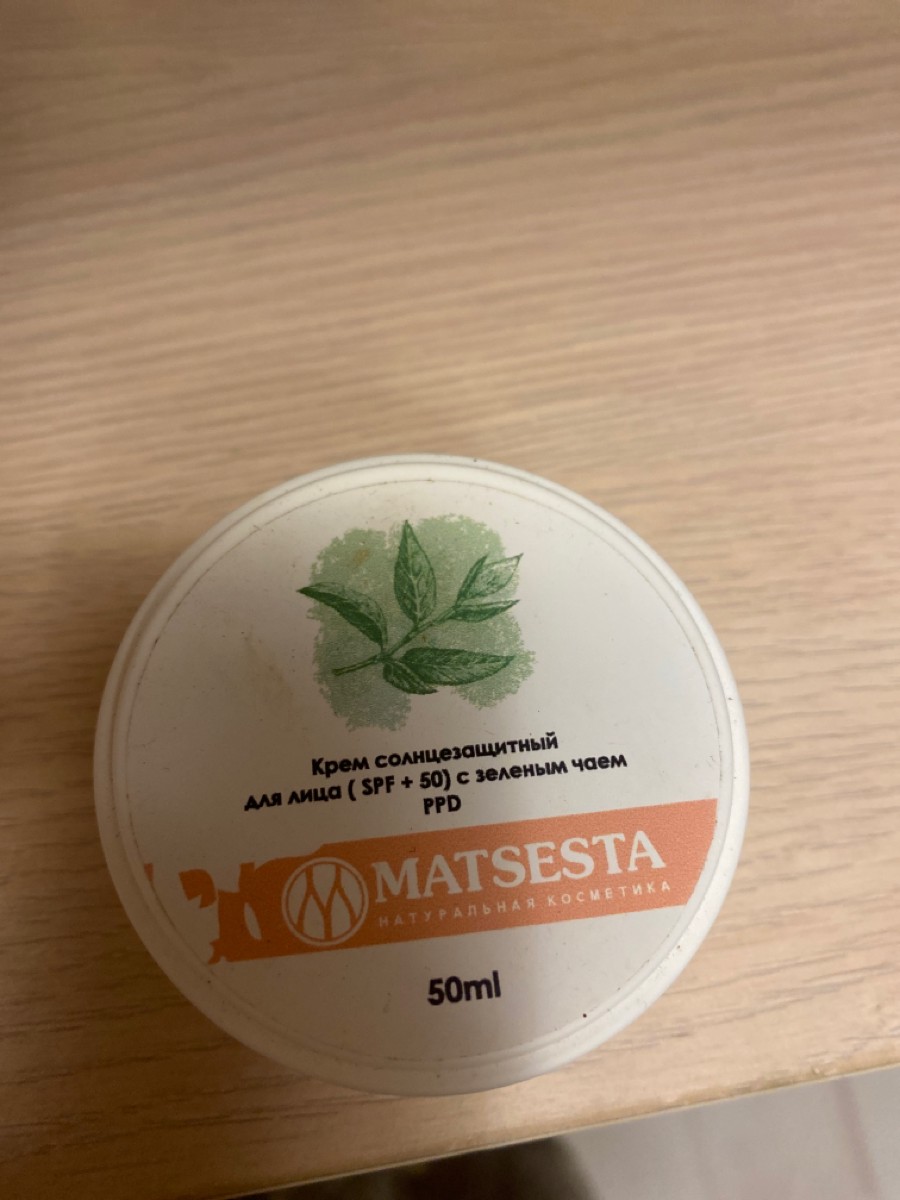 Крем солнцезащитный
для лица ( SPF + 50) с зеленым чаем
PPD
MATSESTA
НАТУРАЛЬНАЯ КОСМЕТИКА
50ml